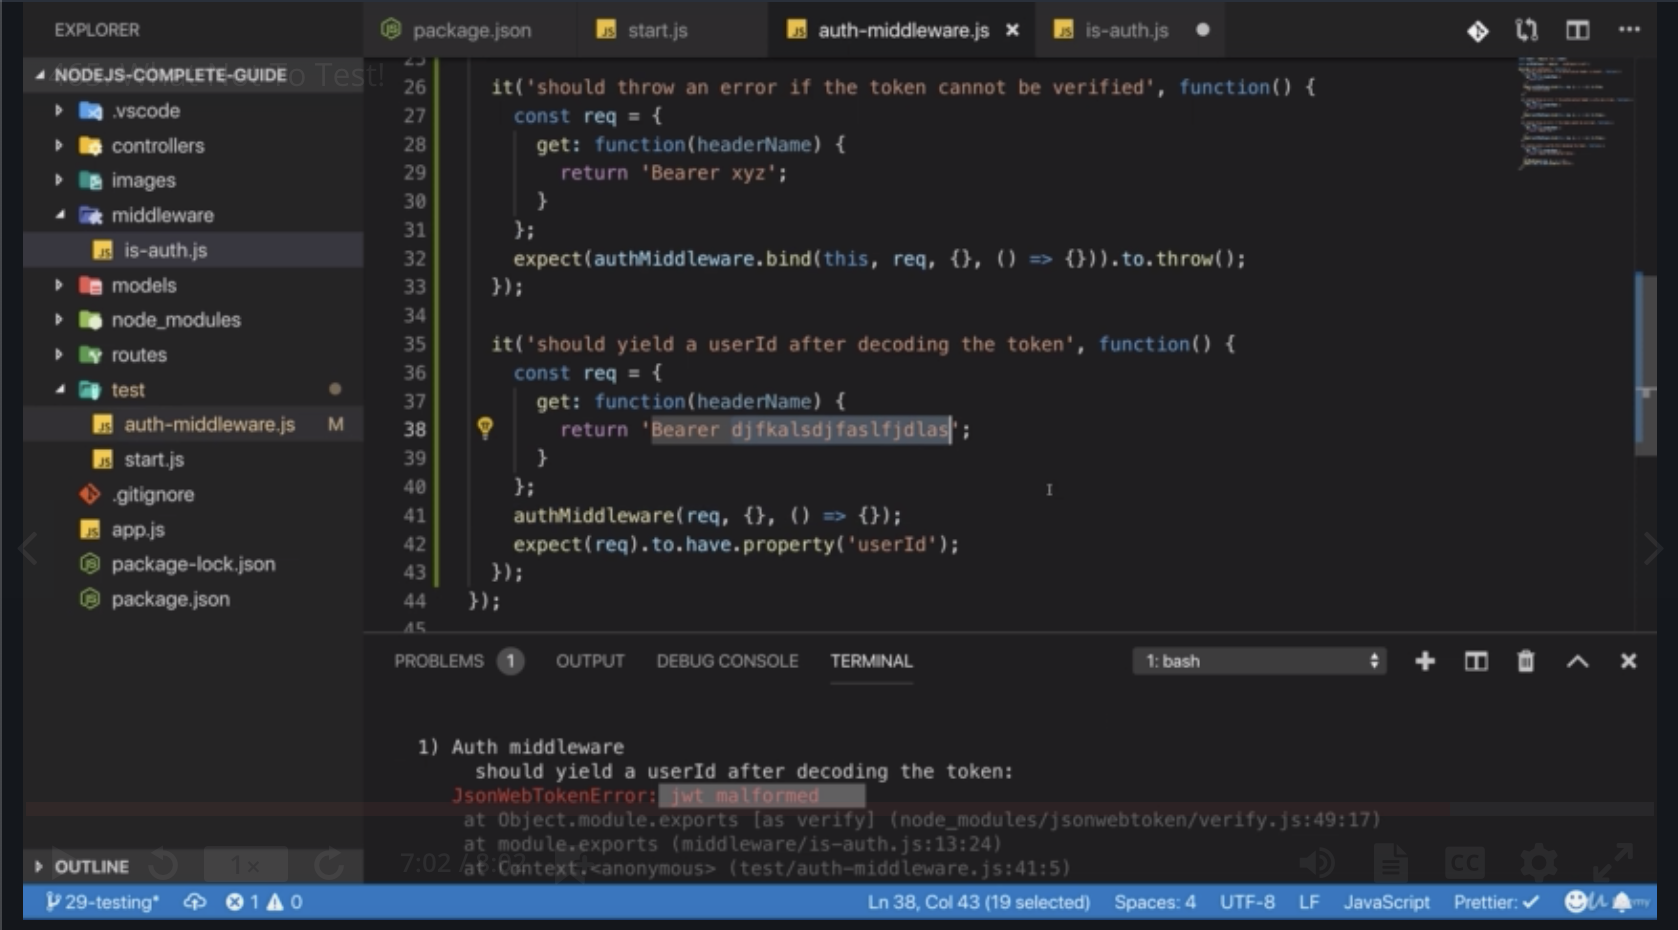 EXPLORER
package.json
start.js
auth-middleware.js
is-auth.js
NODEJS-COMPLETE-GUIDE
.vscode
controllers
images
middleware
is-auth.js
models
node_modules
routes
test
auth-middleware.js M
start.js
.gitignore
app.js
package-lock.json
package.json
OUTLINE
25
26 it('should throw an error if the token cannot be verified', function() {
27 const req = {
28 get: function(headerName) {
29 return 'Bearer xyz';
30 }
31 };
32 expect(authMiddleware.bind(this, req, {}, () => {})).to.throw();
33 });
34
35 it('should yield a userId after decoding the token', function() {
36 const req = {
37 get: function(headerName) {
38 return 'Bearer djfkalsdjfaslfjdlas';
39 }
40 };
41 authMiddleware(req, {}, () => {});
42 expect(req).to.have.property('userId');
43 });
44 });
45
PROBLEMS 1 OUTPUT DEBUG CONSOLE TERMINAL 1: bash
1) Auth middleware
should yield a userId after decoding the token:
JsonWebTokenError: jwt malformed
at Object.module.exports [as verify] (node_modules/jsonwebtoken/verify.js:49:17)
at module.exports (middleware/is-auth.js:13:24)
at Context.<anonymous> (test/auth-middleware.js:41:5)
1x
7:02
CC
29-testing* 1 0 Ln 38, Col 43 (19 selected) Spaces: 4 UTF-8 LF JavaScript Prettier: ✓